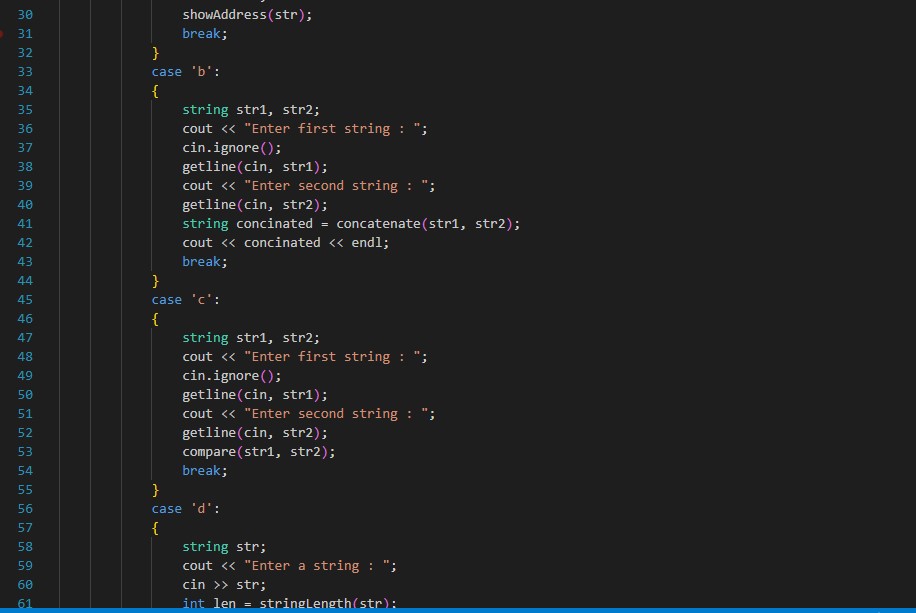 30 showAddress(str);
31 break;
32 }
33 case 'b':
34 {
35 string str1, str2;
36 cout << "Enter first string : ";
37 cin.ignore();
38 getline(cin, str1);
39 cout << "Enter second string : ";
40 getline(cin, str2);
41 string concinated = concatenate(str1, str2);
42 cout << concinated << endl;
43 break;
44 }
45 case 'c':
46 {
47 string str1, str2;
48 cout << "Enter first string : ";
49 cin.ignore();
50 getline(cin, str1);
51 cout << "Enter second string : ";
52 getline(cin, str2);
53 compare(str1, str2);
54 break;
55 }
56 case 'd':
57 {
58 string str;
59 cout << "Enter a string : ";
60 cin >> str;
61 int len = stringLength(str);